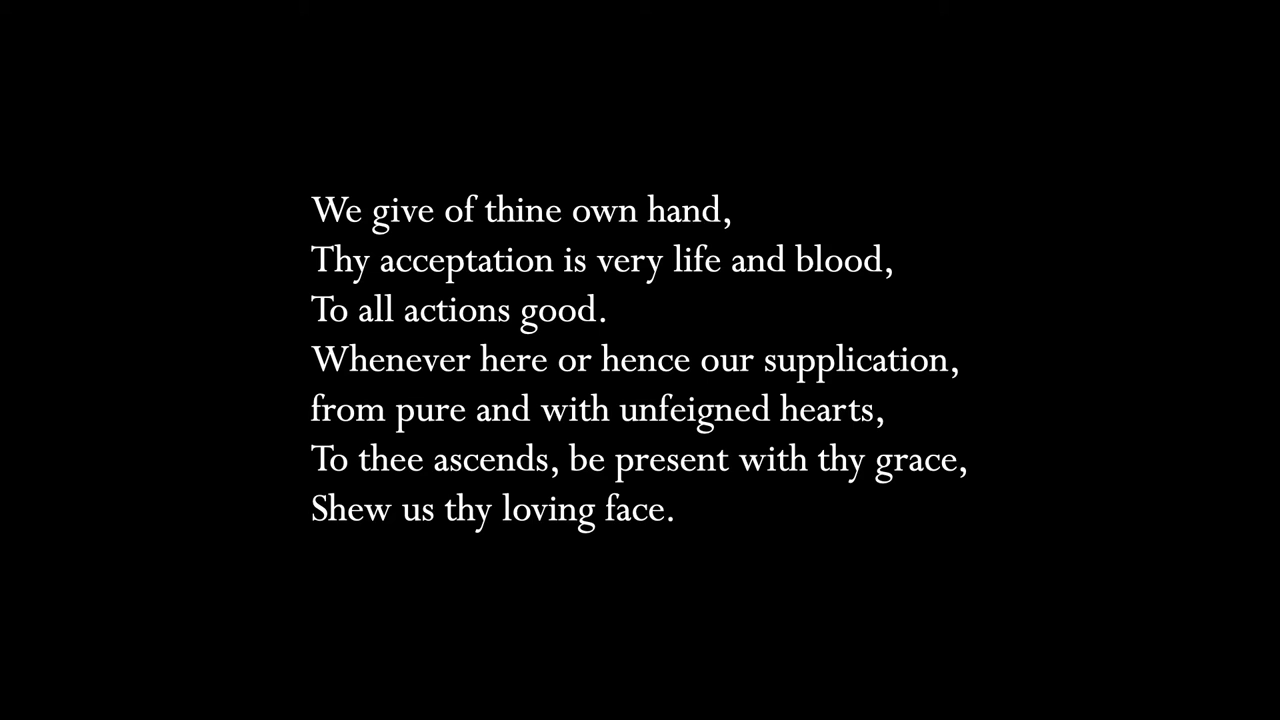 We give of thine own hand,
Thy acceptation is very life and blood,
To all actions good.
Whenever here or hence our supplication,
from pure and with unfeigned hearts,
To thee ascends, be present with thy grace,
Shew us thy loving face.